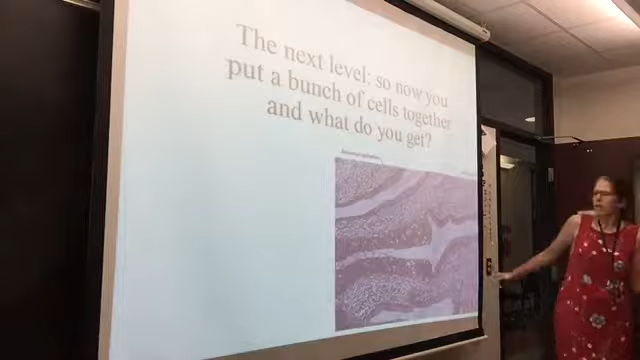 The next level: so now you
put a bunch of cells together
and what do you get?